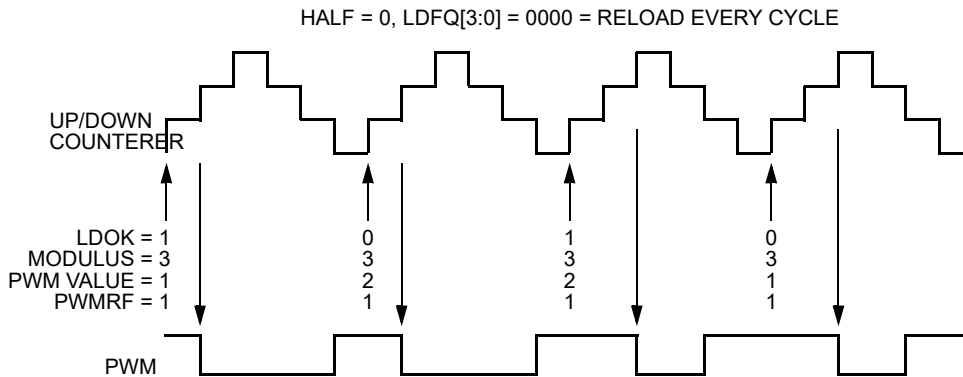 HALF = 0, LDFQ[3:0] = 0000 = RELOAD EVERY CYCLE
UP/DOWN
COUNTERER
LDOK = 1 0 1 0
MODULUS = 3 3 3 3
PWM VALUE = 1 2 2 1
PWMRF = 1 1 1 1
PWM